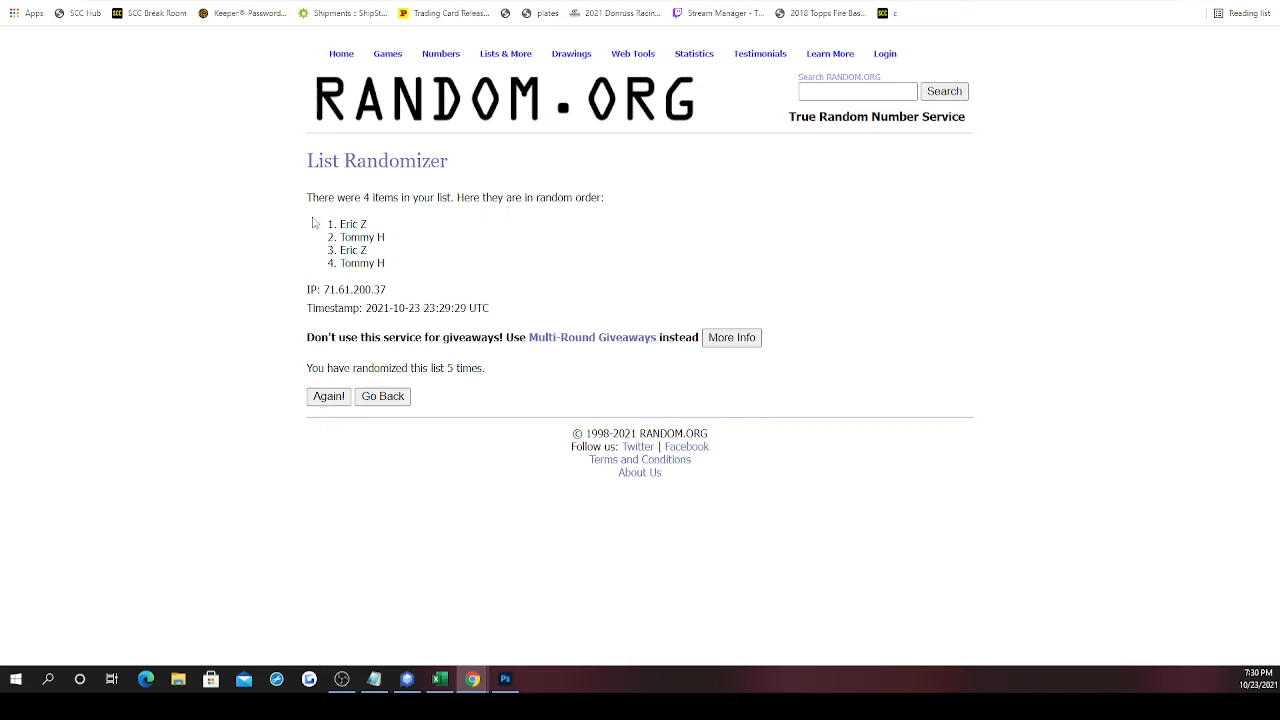 Apps SCC Hub SCC Break Room Keeper® Password... Shipments :: ShipSt... Trading Card Releas... plates 2021 Donruss Racin... Stream Manager - T... 2018 Topps Fire Bas... c Reading list
Home Games Numbers Lists & More Drawings Web Tools Statistics Testimonials Learn More Login
RANDOM.ORG
Search RANDOM.ORG
Search
True Random Number Service
List Randomizer
There were 4 items in your list. Here they are in random order:
1. Eric Z
2. Tommy H
3. Eric Z
4. Tommy H
IP: 71.61.200.37
Timestamp: 2021-10-23 23:29:29 UTC
Don't use this service for giveaways! Use Multi-Round Giveaways instead More Info
You have randomized this list 5 times.
Again! Go Back
© 1998-2021 RANDOM.ORG
Follow us: Twitter | Facebook
Terms and Conditions
About Us
7:30 PM
10/23/2021